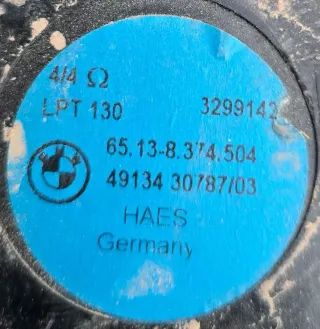 4/4 Ω
LPT 130 3299142
65.13-8.374.504
49134 30787/03
HAES
Germany